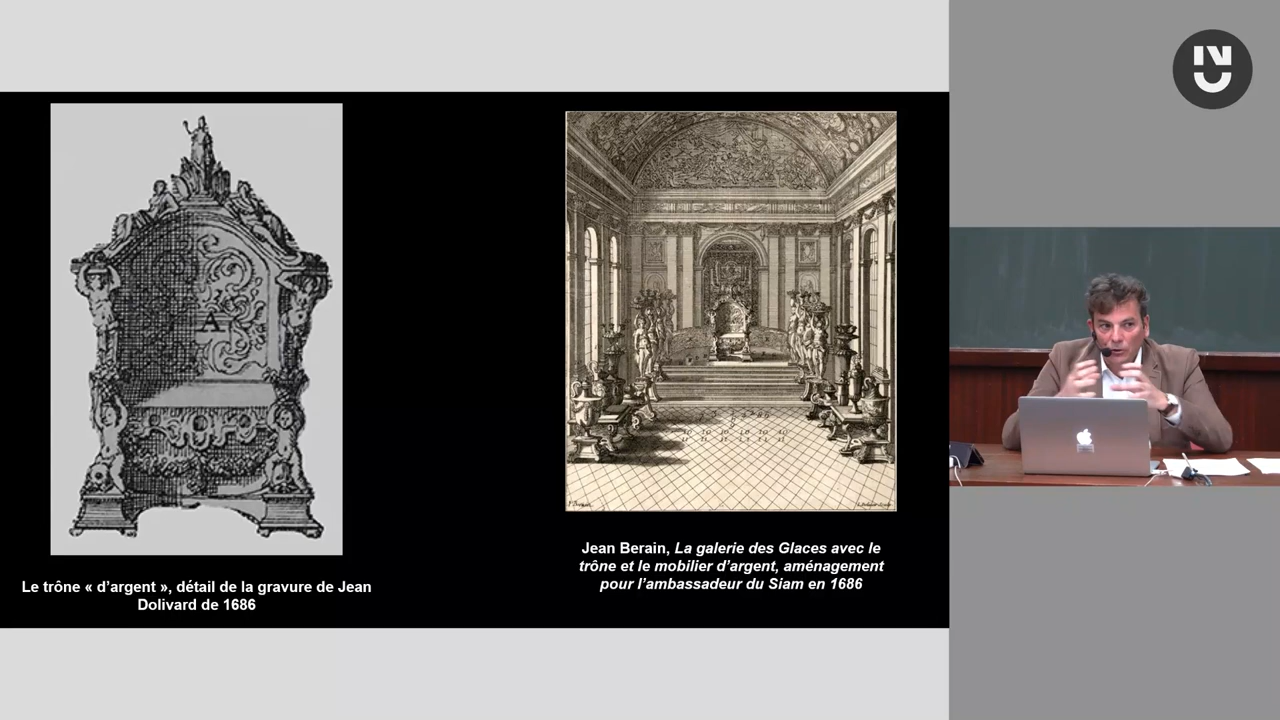 A
Le trône « d’argent », détail de la gravure de Jean
Dolivard de 1686
Jean Berain, La galerie des Glaces avec le
trône et le mobilier d’argent, aménagement
pour l’ambassadeur du Siam en 1686